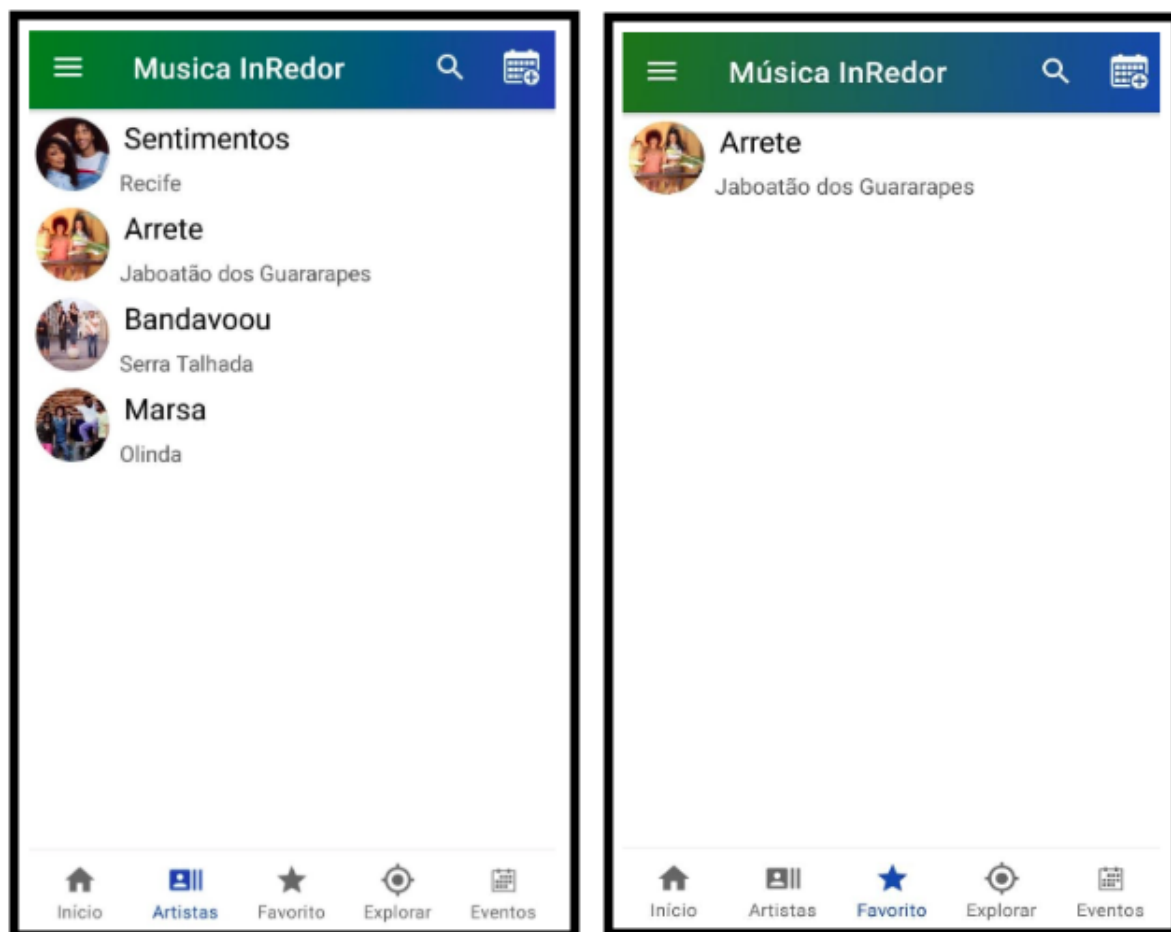 Musica InRedor
Sentimentos
Recife
Arrete
Jaboatão dos Guararapes
Bandavoou
Serra Talhada
Marsa
Olinda
Início Artistas Favorito Explorar Eventos
Música InRedor
Arrete
Jaboatão dos Guararapes
Início Artistas Favorito Explorar Eventos